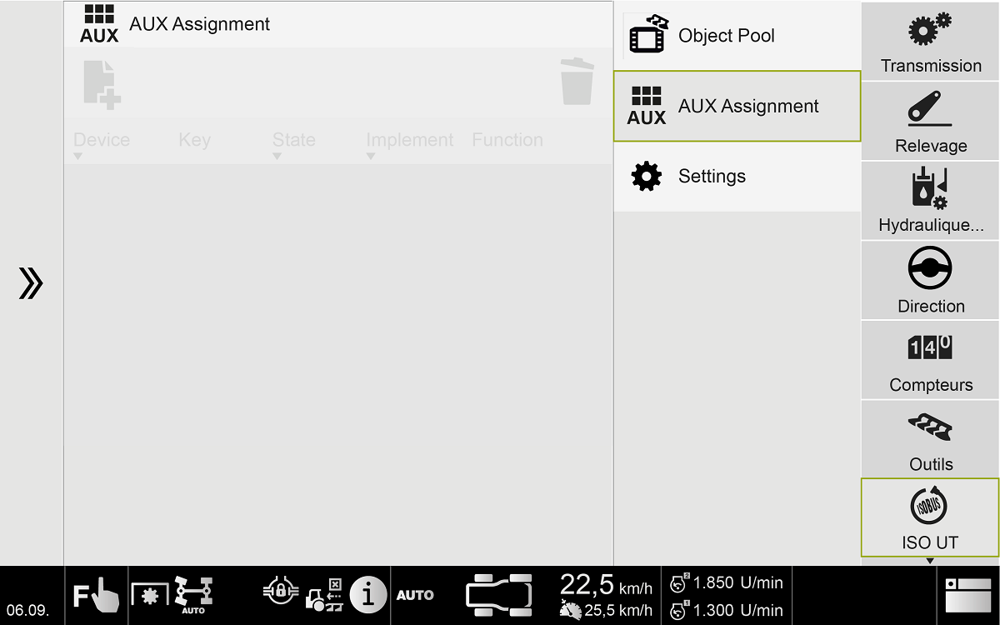 AUX
AUX Assignment
Device
Key
State
Implement
Function
Object Pool
AUX
AUX Assignment
Settings
Transmission
Relevage
Hydraulique...
Direction
140
Compteurs
Outils
ISOBUS
ISO UT
06.09.
F
AUTO
i
AUTO
22,5 km/h
25,5 km/h
2 1.850 U/min
1 1.300 U/min